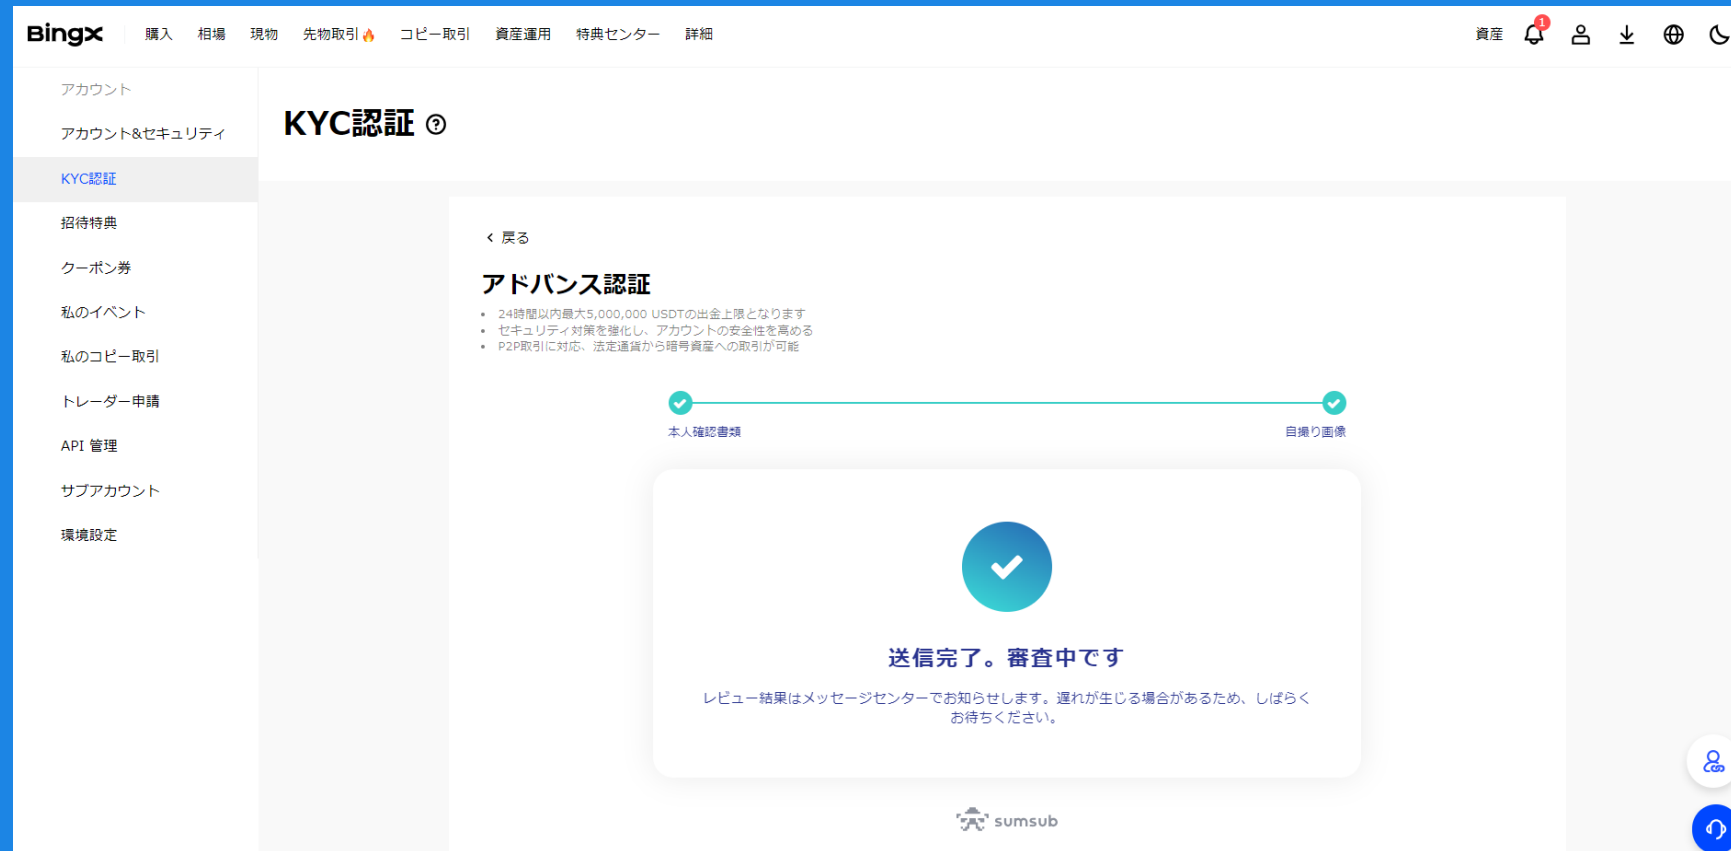 BingX 購入 相場 現物 先物取引🔥 コピー取引 資産運用 特典センター 詳細 資産 1
アカウント
アカウント&セキュリティ
KYC認証
招待特典
クーポン券
私のイベント
私のコピー取引
トレーダー申請
API 管理
サブアカウント
環境設定
KYC認証 ?
戻る
アドバンス認証
• 24時間以内最大5,000,000 USDTの出金上限となります
• セキュリティ対策を強化し、アカウントの安全性を高める
• P2P取引に対応、法定通貨から暗号資産への取引が可能
本人確認書類 自撮り画像
送信完了。審査中です
レビュー結果はメッセージセンターでお知らせします。遅れが生じる場合があるため、しばらく
お待ちください。
sumsub